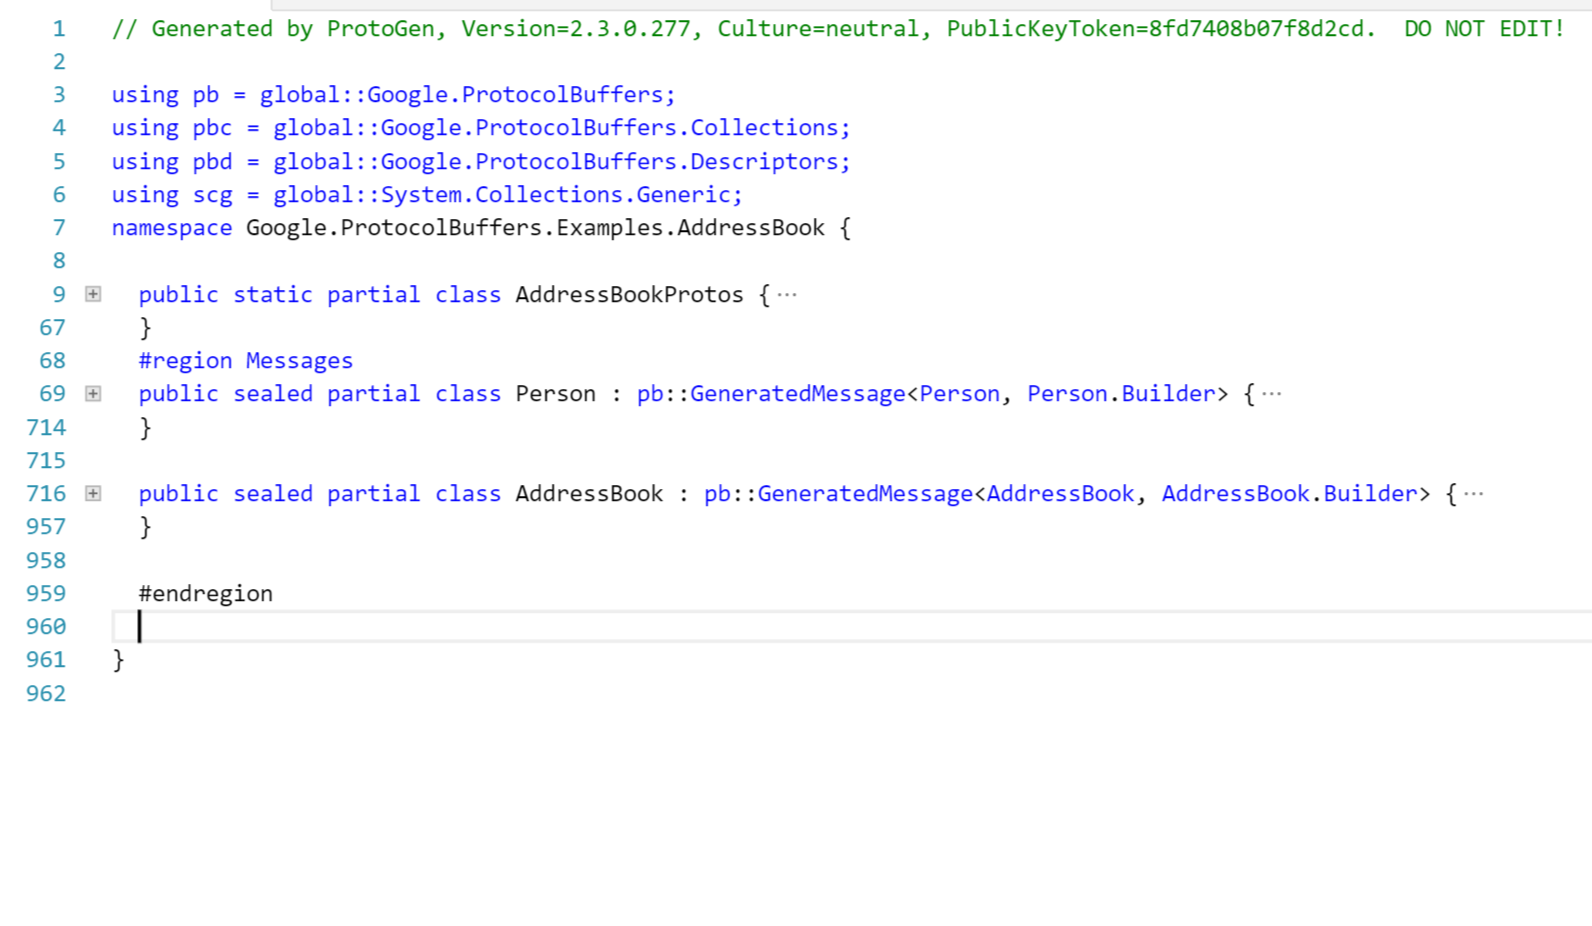 1 // Generated by ProtoGen, Version=2.3.0.277, Culture=neutral, PublicKeyToken=8fd7408b07f8d2cd.  DO NOT EDIT!
2
3 using pb = global::Google.ProtocolBuffers;
4 using pbc = global::Google.ProtocolBuffers.Collections;
5 using pbd = global::Google.ProtocolBuffers.Descriptors;
6 using scg = global::System.Collections.Generic;
7 namespace Google.ProtocolBuffers.Examples.AddressBook {
8
9 public static partial class AddressBookProtos {···
67 }
68 #region Messages
69 public sealed partial class Person : pb::GeneratedMessage<Person, Person.Builder> {···
714 }
715
716 public sealed partial class AddressBook : pb::GeneratedMessage<AddressBook, AddressBook.Builder> {···
957 }
958
959 #endregion
960
961 }
962